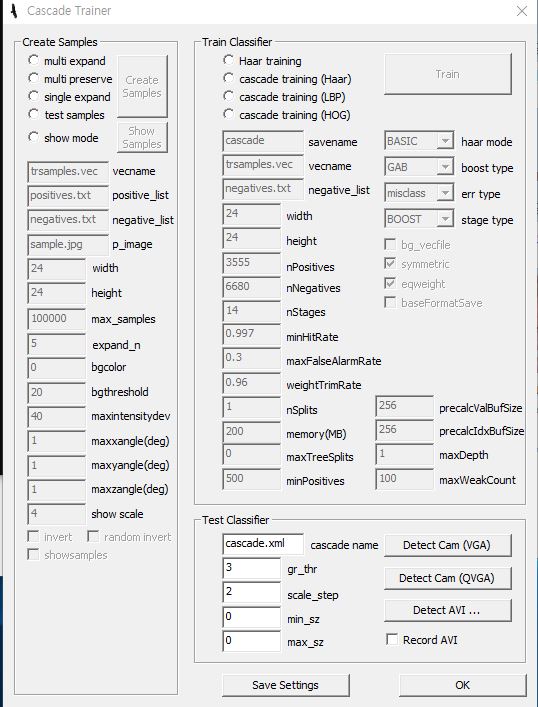 Cascade Trainer
Create Samples
multi expand
multi preserve
single expand
test samples
show mode
Create Samples
Show Samples
trsamples.vec vecname
positives.txt positive_list
negatives.txt negative_list
sample.jpg p_image
24 width
24 height
100000 max_samples
5 expand_n
0 bgcolor
20 bgthreshold
40 maxintensitydev
1 maxxangle(deg)
1 maxyangle(deg)
1 maxzangle(deg)
4 show scale
invert random invert
showsamples
Train Classifier
Haar training
cascade training (Haar)
cascade training (LBP)
cascade training (HOG)
Train
cascade savename
trsamples.vec vecname
negatives.txt negative_list
24 width
24 height
3555 nPositives
6680 nNegatives
14 nStages
0.997 minHitRate
0.3 maxFalseAlarmRate
0.96 weightTrimRate
1 nSplits
200 memory(MB)
0 maxTreeSplits
500 minPositives
BASIC haar mode
GAB boost type
misclass err type
BOOST stage type
bg_vecfile
symmetric
eqweight
baseFormatSave
256 precalcValBufSize
256 precalcIdxBufSize
1 maxDepth
100 maxWeakCount
Test Classifier
cascade.xml cascade name
3 gr_thr
2 scale_step
0 min_sz
0 max_sz
Detect Cam (VGA)
Detect Cam (QVGA)
Detect AVI ...
Record AVI
Save Settings
OK